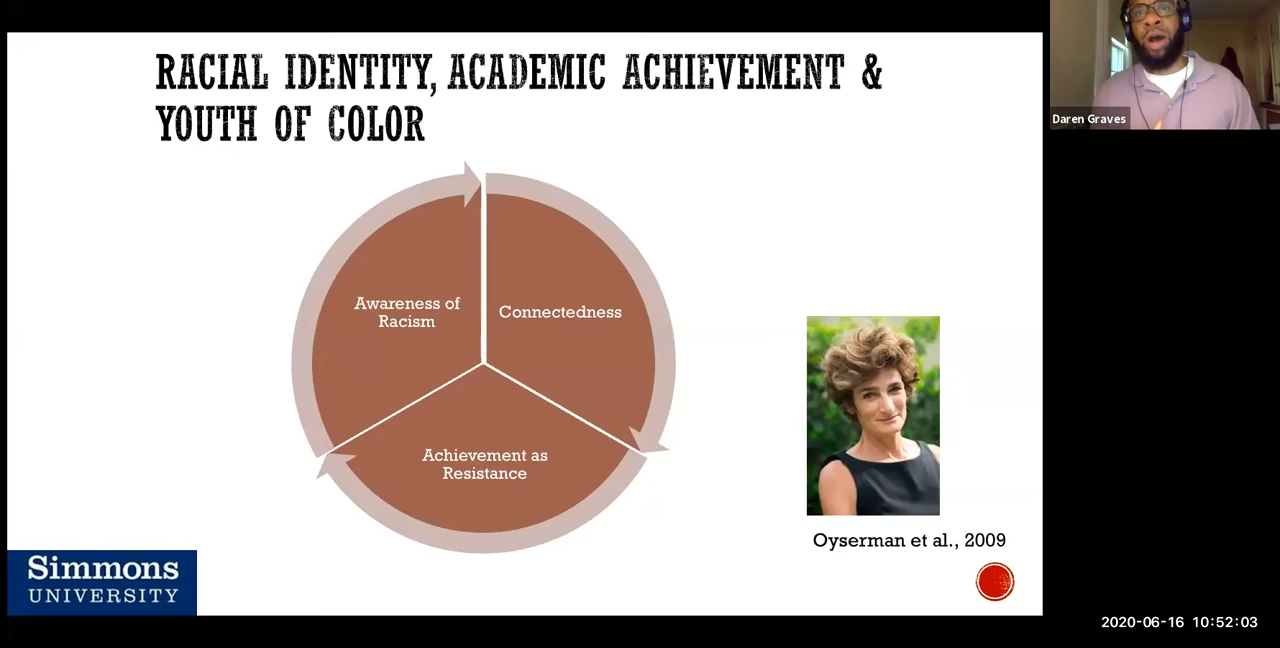 RACIAL IDENTITY, ACADEMIC ACHIEVEMENT &
YOUTH OF COLOR
Daren Graves
Awareness of
Racism
Connectedness
Achievement as
Resistance
Oyserman et al., 2009
Simmons
UNIVERSITY
2020-06-16 10:52:03